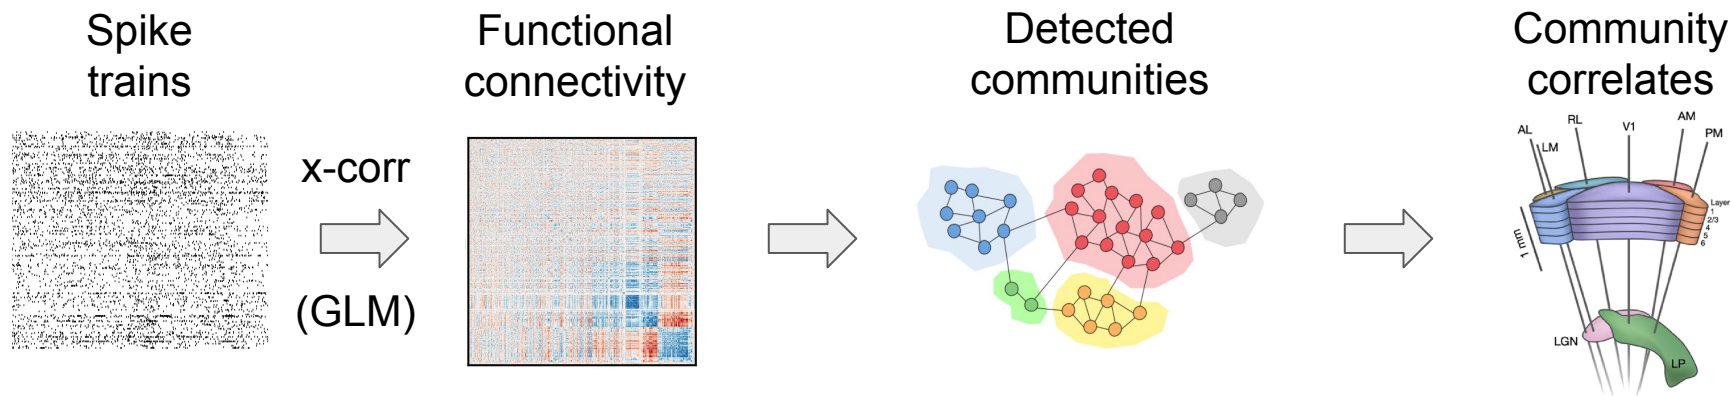 Spike
trains
Functional
connectivity
Detected
communities
Community
correlates
x-corr
(GLM)
AL
LM
RL
V1
AM
PM
Layer
1
2/3
4
5
6
1 mm
LGN
LP